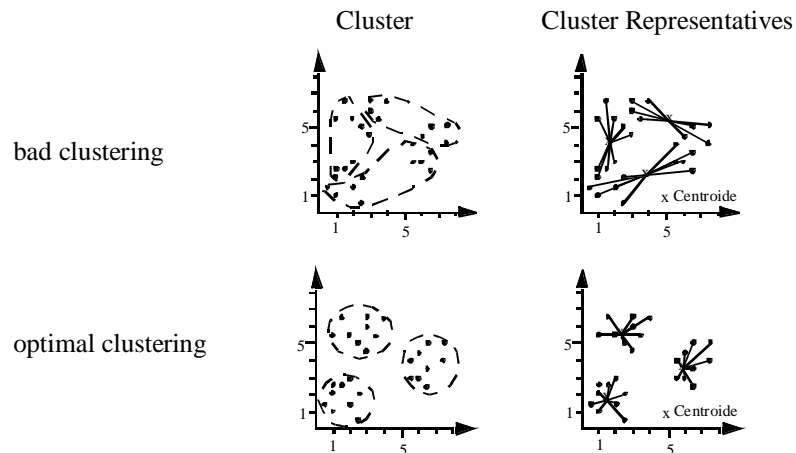 Cluster
Cluster Representatives
bad clustering
5
1
1
5
5
1
x Centroide
1
5
optimal clustering
5
1
1
5
5
1
x Centroide
1
5